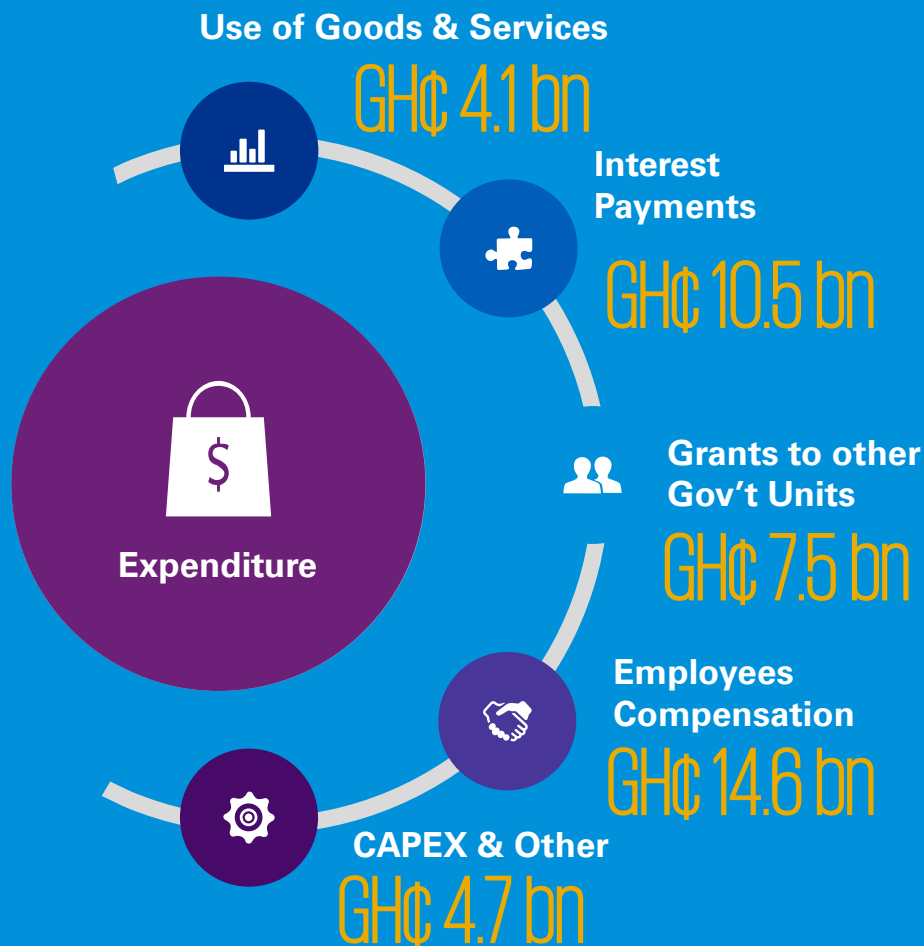 Use of Goods & Services
GH₵ 4.1 bn
Interest
Payments
GH₵ 10.5 bn
Grants to other
Gov’t Units
GH₵ 7.5 bn
$
Expenditure
Employees
Compensation
GH₵ 14.6 bn
CAPEX & Other
GH₵ 4.7 bn